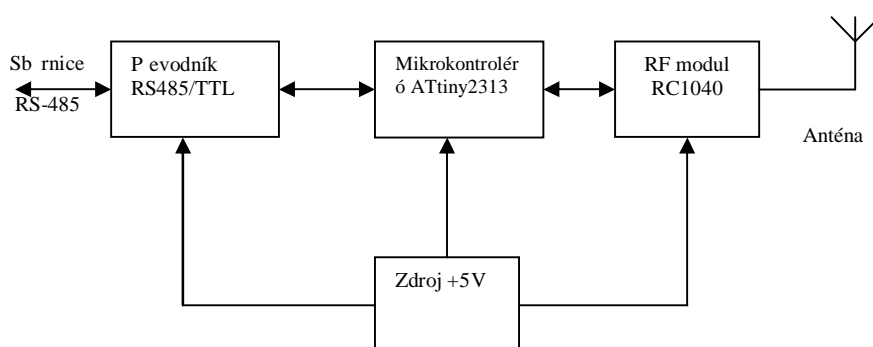 Sb rnice
RS-485
P evodník
RS485/TTL
Mikrokontrolér
ó ATtiny2313
RF modul
RC1040
Anténa
Zdroj +5V